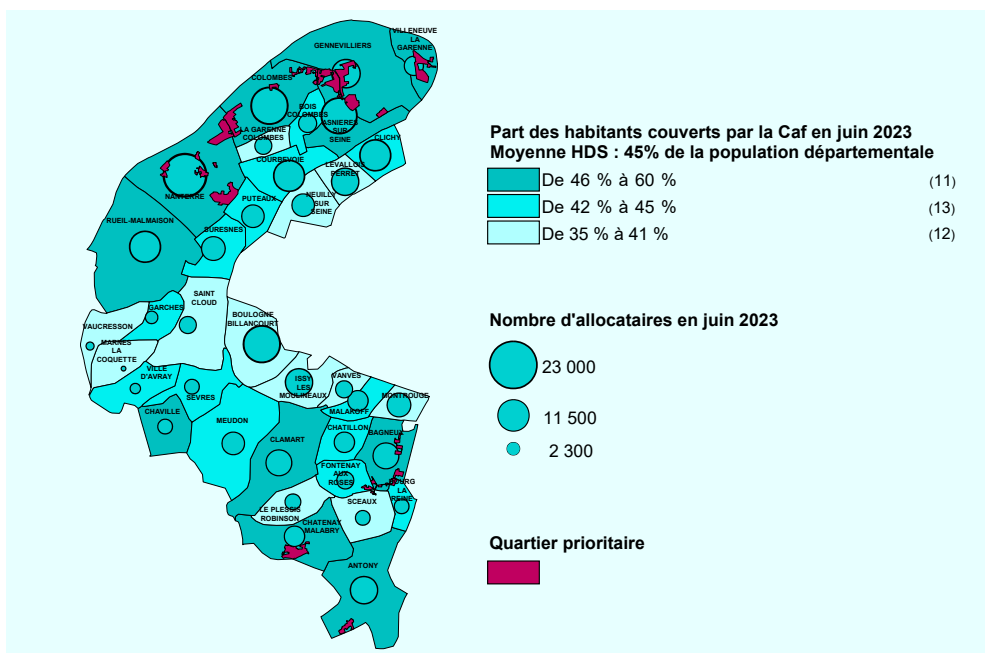 VILLENEUVE
LA
GARENNE
GENNEVILLIERS
COLOMBES
BOIS
COLOMBES
ASNIERES
SUR
SEINE
LA GARENNE
COLOMBES
CLICHY
COURBEVOIE
LEVALLOIS
PERRET
NANTERRE
NEUILLY
SUR
SEINE
PUTEAUX
RUEIL-MALMAISON
SURESNES
SAINT
CLOUD
GARCHES
BOULOGNE
BILLANCOURT
VAUCRESSON
MARNES
LA
COQUETTE
VILLE
D'AVRAY
SEVRES
ISSY
LES
MOULINEAUX
VANVES
MALAKOFF
MONTROUGE
CHAVILLE
MEUDON
CHATILLON
BAGNEUX
CLAMART
FONTENAY
AUX
ROSES
BOURG
LA
REINE
SCEAUX
LE PLESSIS
ROBINSON
CHATENAY
MALABRY
ANTONY
Part des habitants couverts par la Caf en juin 2023
Moyenne HDS : 45% de la population départementale
De 46 % à 60 % (11)
De 42 % à 45 % (13)
De 35 % à 41 % (12)
Nombre d'allocataires en juin 2023
23 000
11 500
2 300
Quartier prioritaire